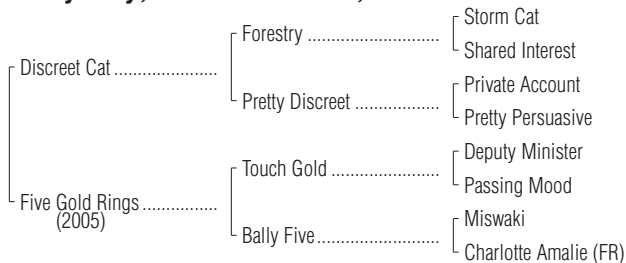 Storm Cat
Forestry
Shared Interest
Discreet Cat
Private Account
Pretty Discreet
Pretty Persuasive
Deputy Minister
Touch Gold
Passing Mood
Five Gold Rings
(2005)
Miswaki
Bally Five
Charlotte Amalie (FR)